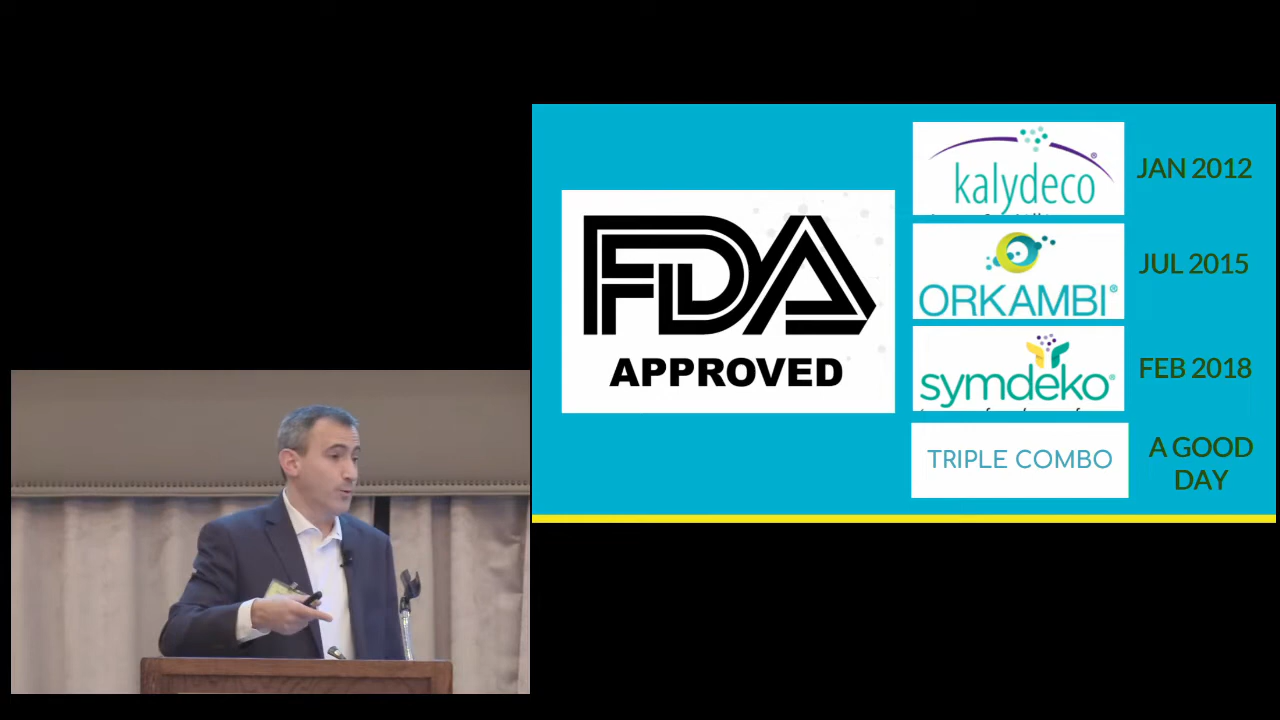 FDA
APPROVED
kalydeco®
JAN 2012
ORKAMBI®
JUL 2015
symdeko®
FEB 2018
TRIPLE COMBO
A GOOD
DAY